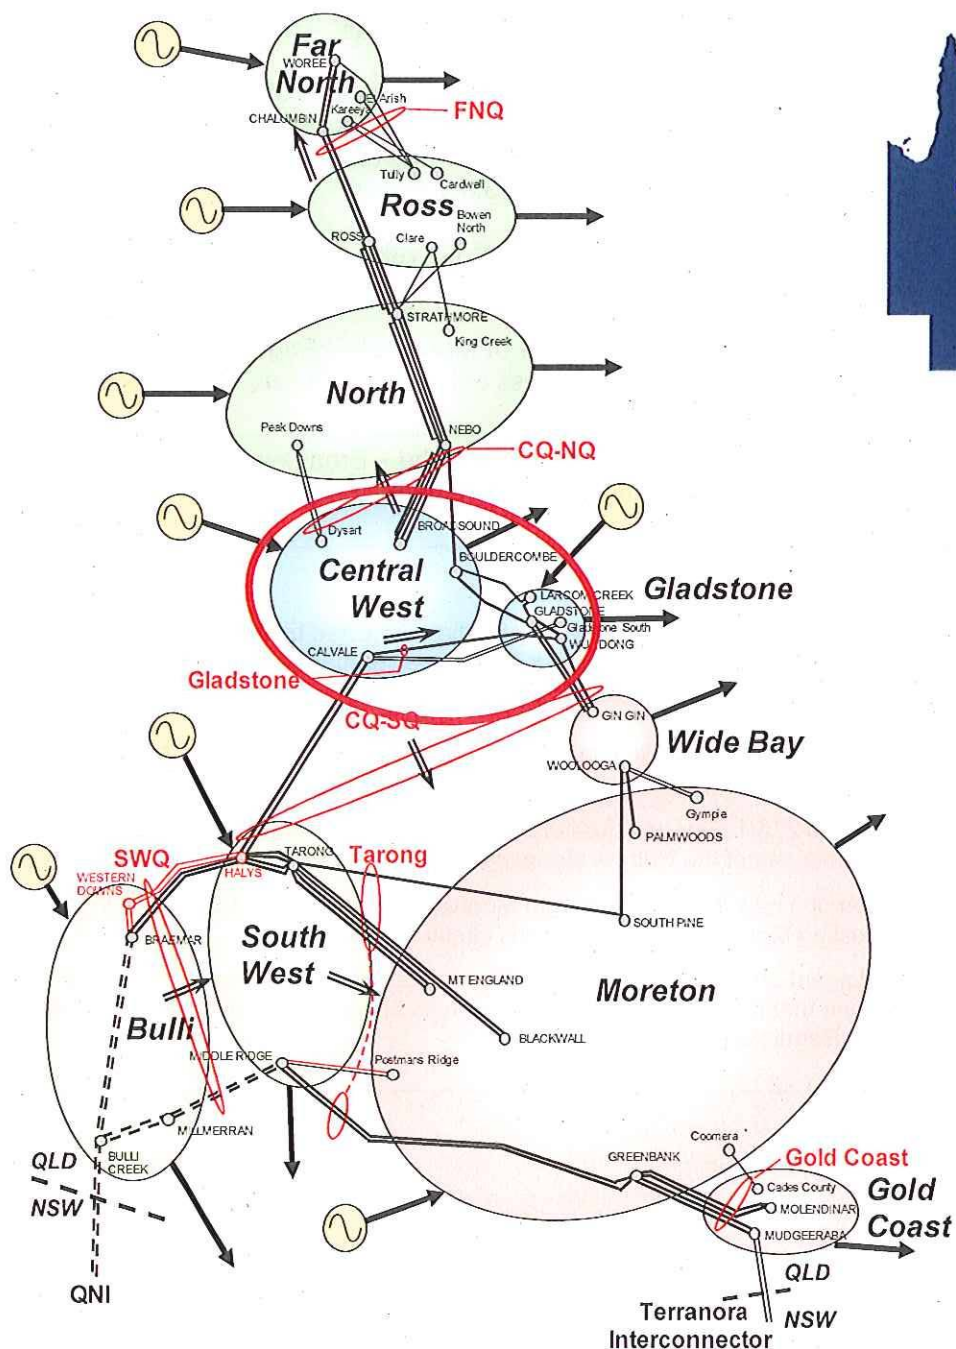 Far
North
WOREE
El Arish
Kareeya
CHALUMBIN
FNQ
Tully
Cardwell
Ross
Bowen
North
ROSS
Clare
STRATHMORE
King Creek
North
Peak Downs
NEBO
CQ-NQ
Dysart
BROADSOUND
BOULDERCOMBE
Central
West
Gladstone
LARCOM CREEK
GLADSTONE
Gladstone South
WURDONG
CALVALE
Gladstone
CQ-SQ
GIN GIN
Wide Bay
WOOLOOGA
Gympie
PALMWOODS
SWQ
WESTERN
DOWNS
HALYS
TARONG
Tarong
BRAEMAR
SOUTH PINE
South
West
MT ENGLAND
Moreton
Bulli
BLACKWALL
MIDDLE RIDGE
Postmans Ridge
MILLMERRAN
BULLI
CREEK
QLD
NSW
QNI
Coomera
GREENBANK
Gold Coast
Cades County
MOLENDINAR
MUDGEERABA
Gold
Coast
QLD
NSW
Terranora
Interconnector